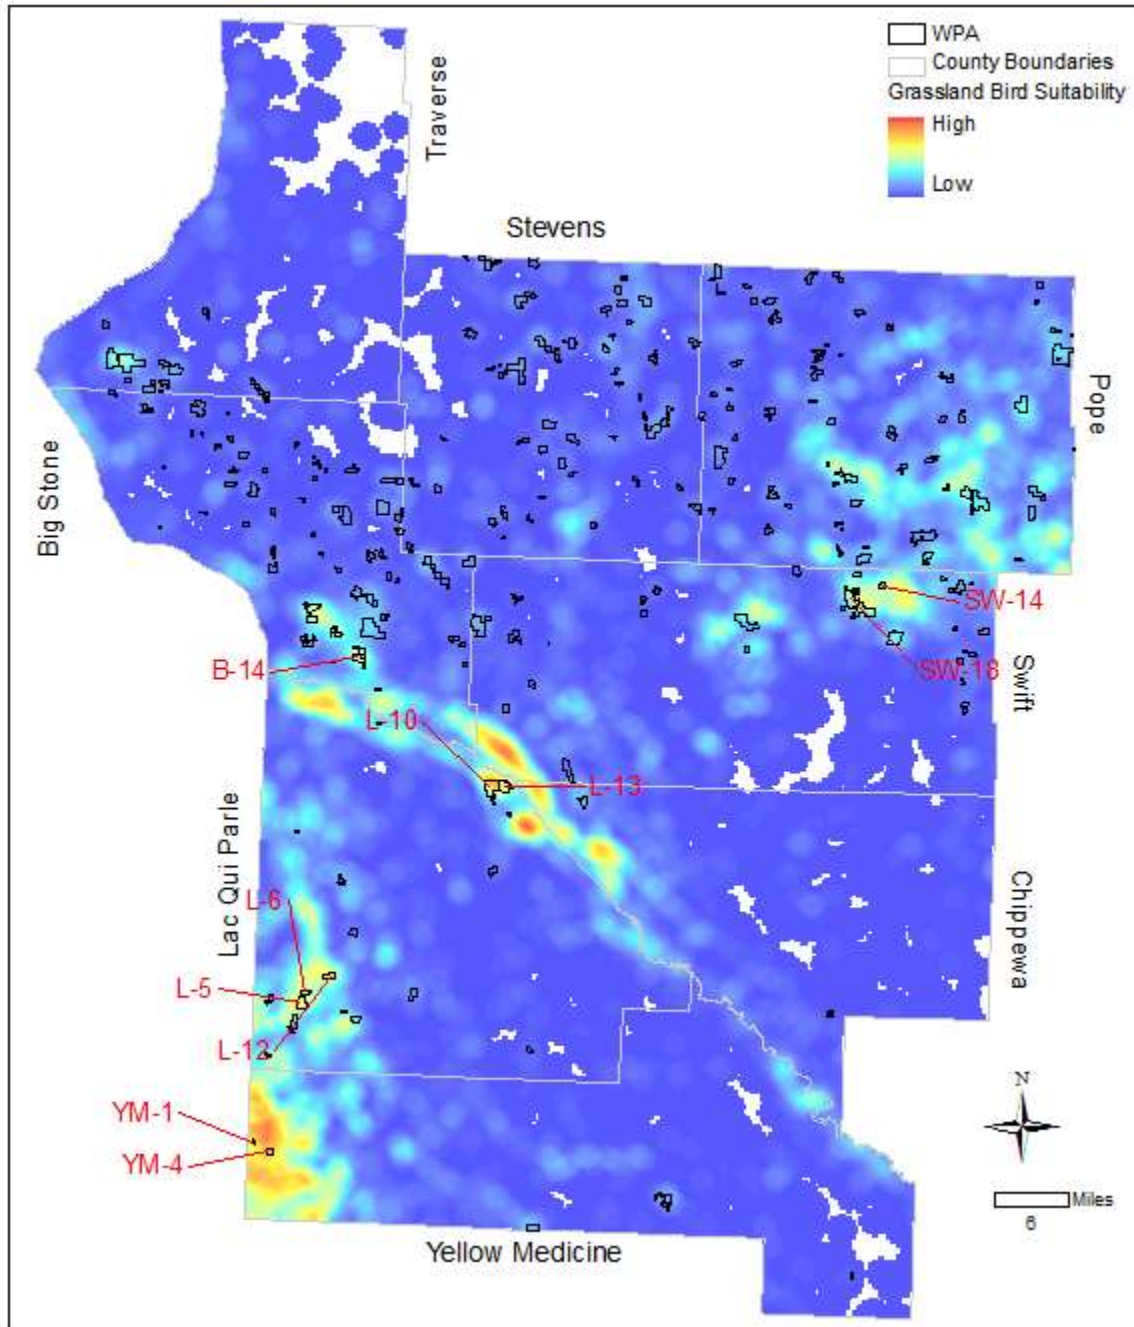 WPA
County Boundaries
Grassland Bird Suitability
High
Low
Traverse
Stevens
Pope
Big Stone
SW-14
B-14
SW-18
Swift
L-10
L-13
Lac Qui Parle
L-6
Chippewa
L-5
L-12
YM-1
YM-4
N
Miles
6
Yellow Medicine